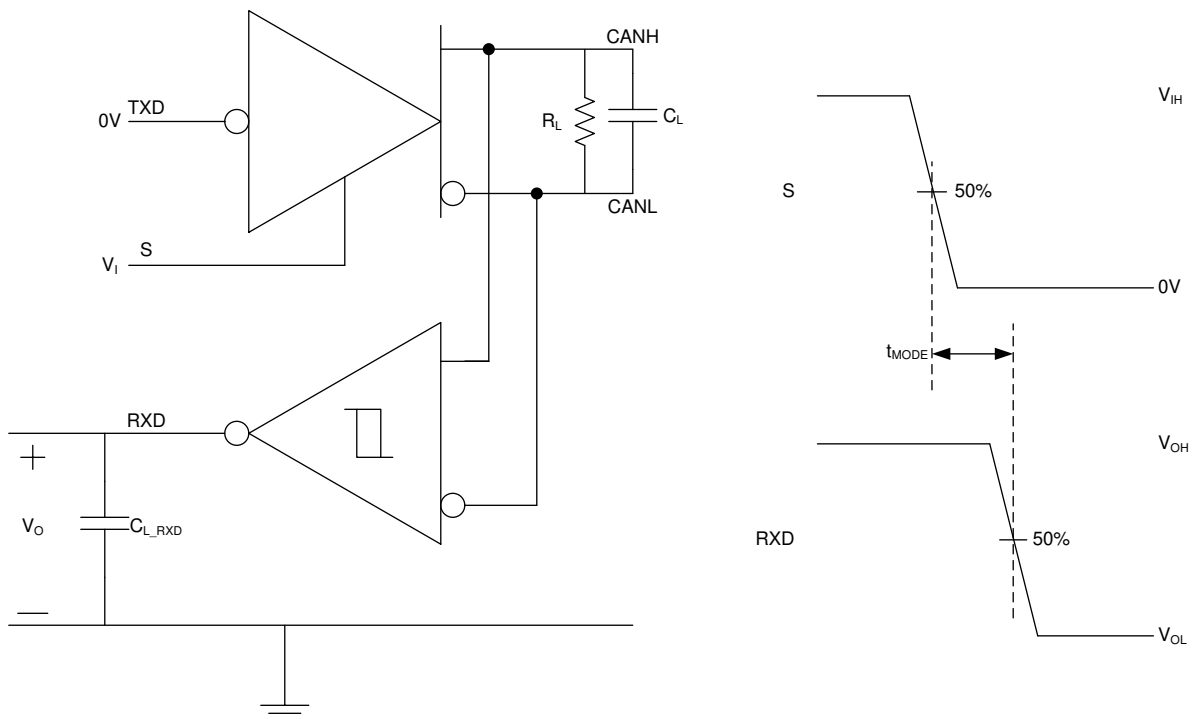 CANH
TXD
0V
R_L
C_L
CANL
S
V_I
RXD
+
V_O
C_L_RXD
—
V_IH
S
50%
0V
t_MODE
V_OH
RXD
50%
V_OL